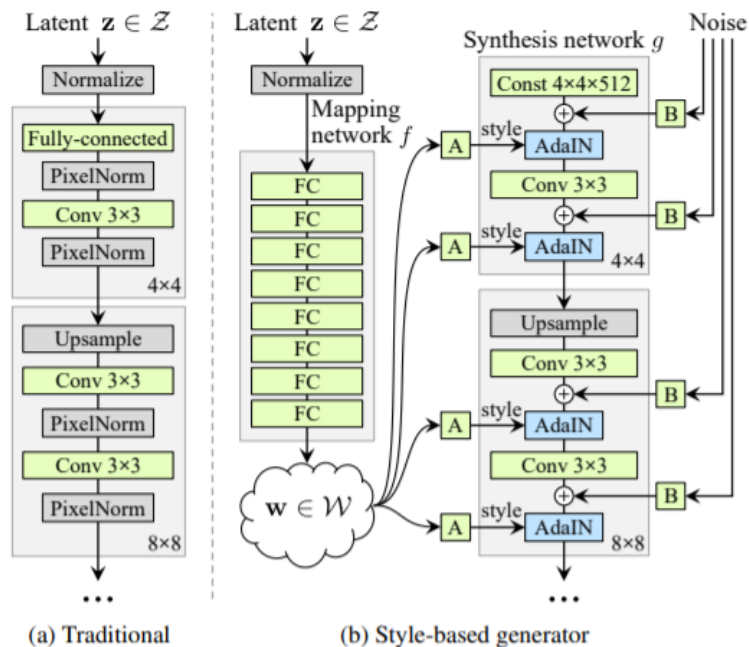 Latent z ∈ 𝒵
Normalize
Fully-connected
PixelNorm
Conv 3×3
PixelNorm
4×4
Upsample
Conv 3×3
PixelNorm
Conv 3×3
PixelNorm
8×8
...
(a) Traditional
Latent z ∈ 𝒵
Normalize
Mapping
network f
FC
FC
FC
FC
FC
FC
FC
FC
w ∈ 𝒲
Synthesis network g
Noise
Const 4×4×512
B
A
style
AdaIN
Conv 3×3
B
A
style
AdaIN
4×4
Upsample
Conv 3×3
B
A
style
AdaIN
Conv 3×3
B
A
style
AdaIN
8×8
...
(b) Style-based generator